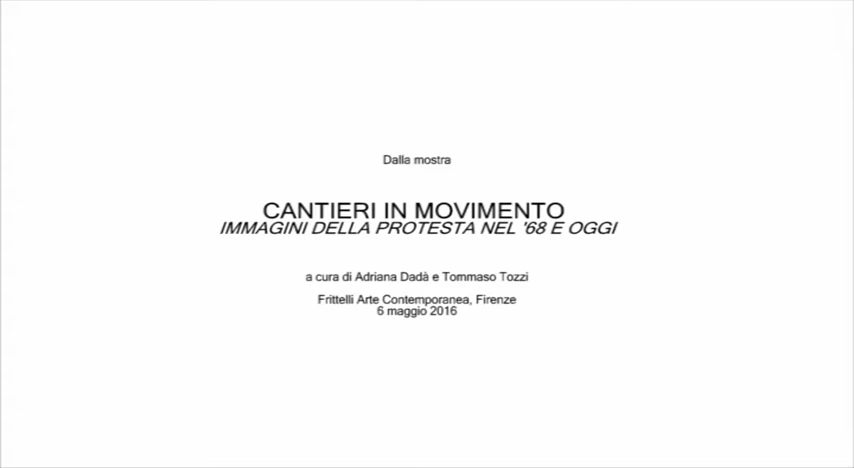 Dalla mostra
CANTIERI IN MOVIMENTO
IMMAGINI DELLA PROTESTA NEL '68 E OGGI
a cura di Adriana Dadà e Tommaso Tozzi
Frittelli Arte Contemporanea, Firenze
6 maggio 2016